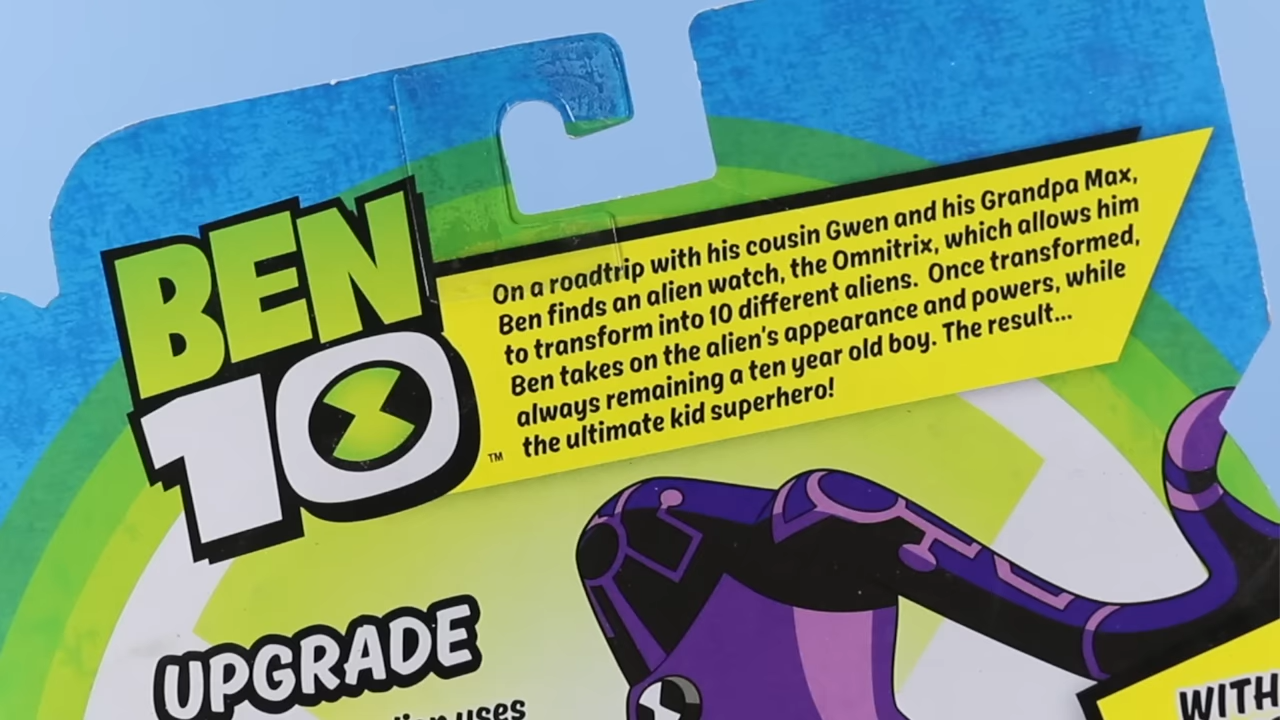 BEN
10
TM
On a roadtrip with his cousin Gwen and his Grandpa Max,
Ben finds an alien watch, the Omnitrix, which allows him
to transform into 10 different aliens. Once transformed,
Ben takes on the alien's appearance and powers, while
always remaining a ten year old boy. The result...
the ultimate kid superhero!
UPGRADE
uses
WITH